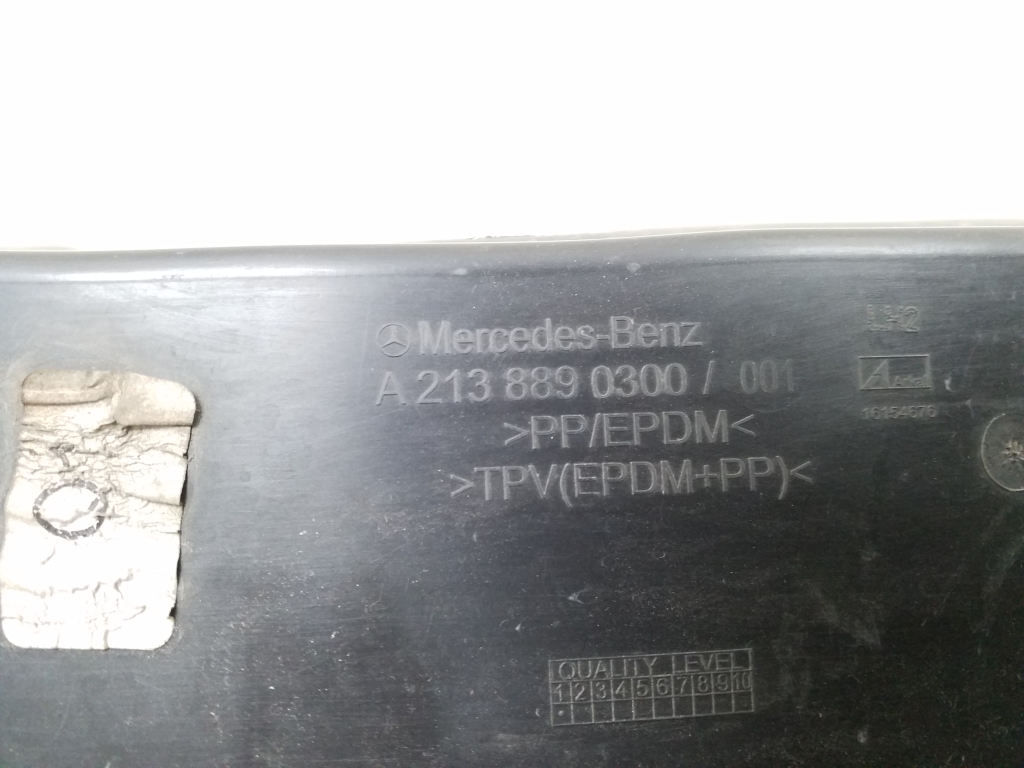 Mercedes-Benz
A 213 889 0300 / 001
>PP/EPDM<
>TPV(EPDM+PP)<
16154676
QUALITY LEVEL
1 2 3 4 5 6 7 8 9 10